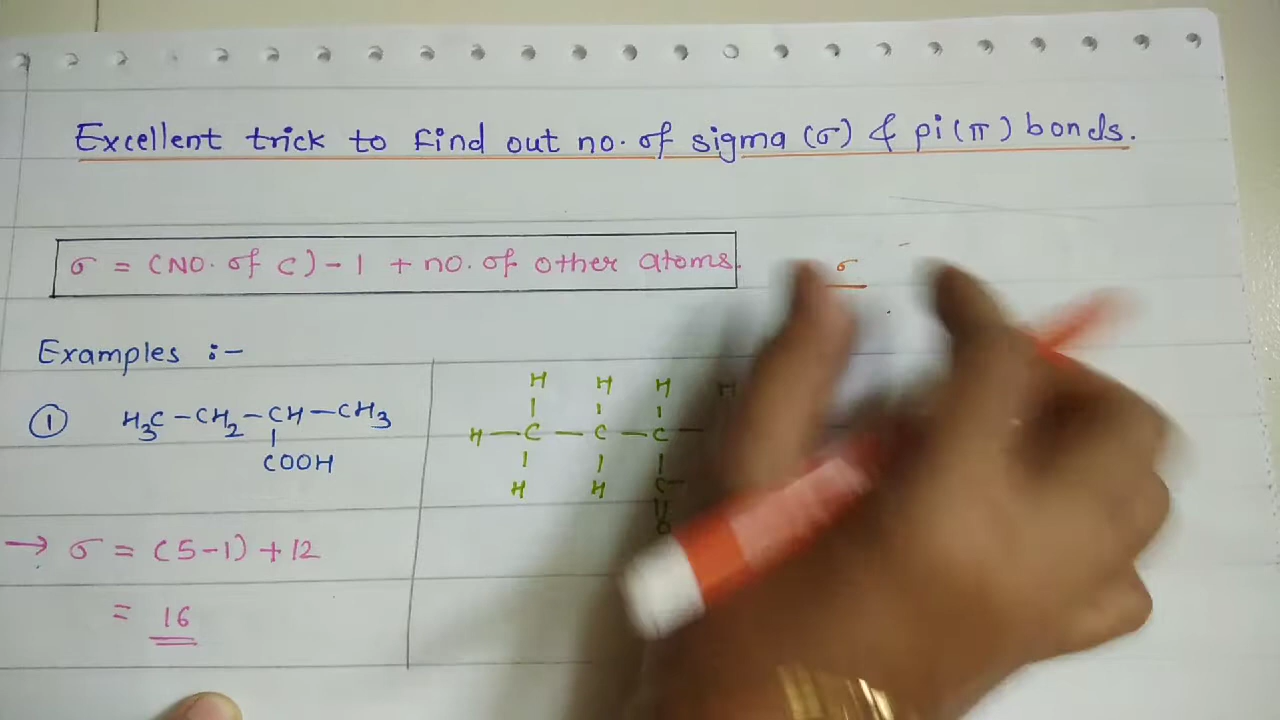 Excellent trick to find out no. of sigma (σ) & pi (π) bonds.
σ = (No. of C) - 1 + no. of other atoms.
σ
Examples :-
① H₃C - CH₂ - CH - CH₃
COOH
→ σ = (5-1) + 12
= 16
H H H H
H - C - C - C -
H H C -
O